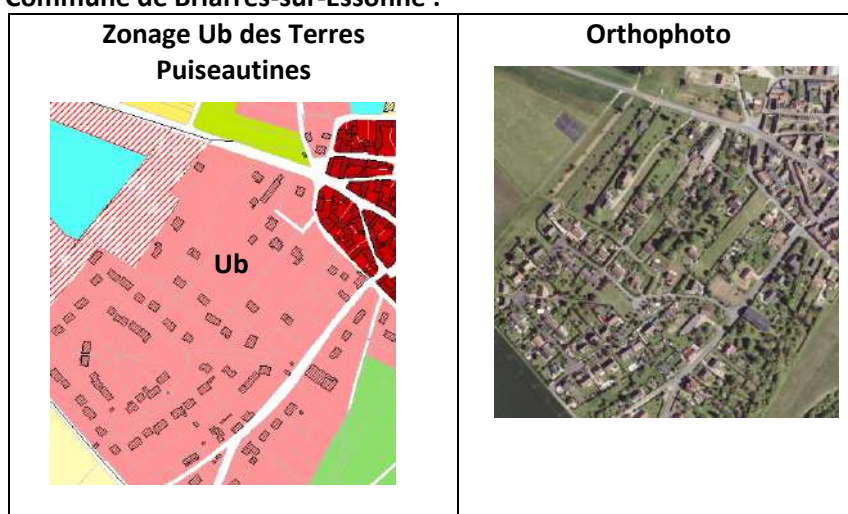 Commune de Briarres-sur-Essonne :
Zonage Ub des Terres
Puiseautines
Orthophoto
Ub